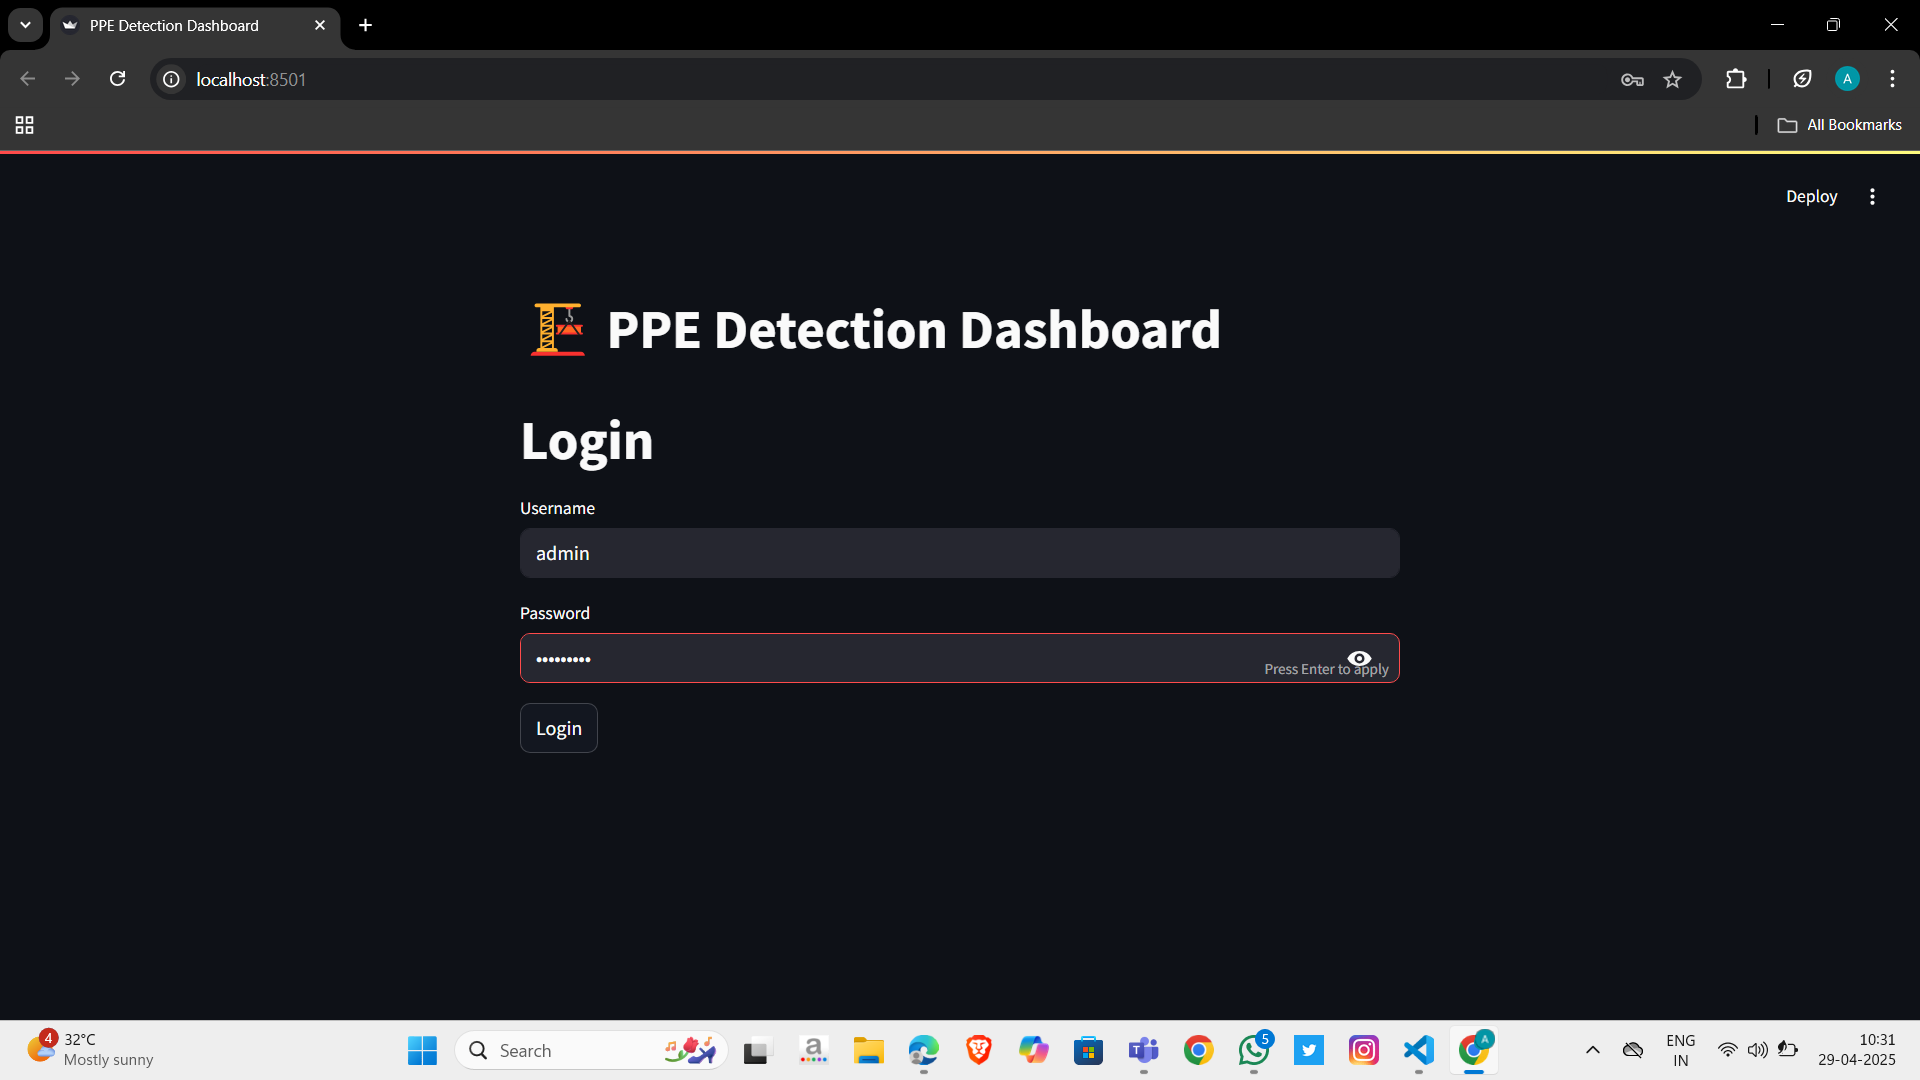 PPE Detection Dashboard
localhost:8501
A
All Bookmarks
Deploy
PPE Detection Dashboard
Login
Username
admin
Password
•••••••••
Press Enter to apply
Login
4
32°C
Mostly sunny
Search
a
T
5
A
ENG
IN
10:31
29-04-2025